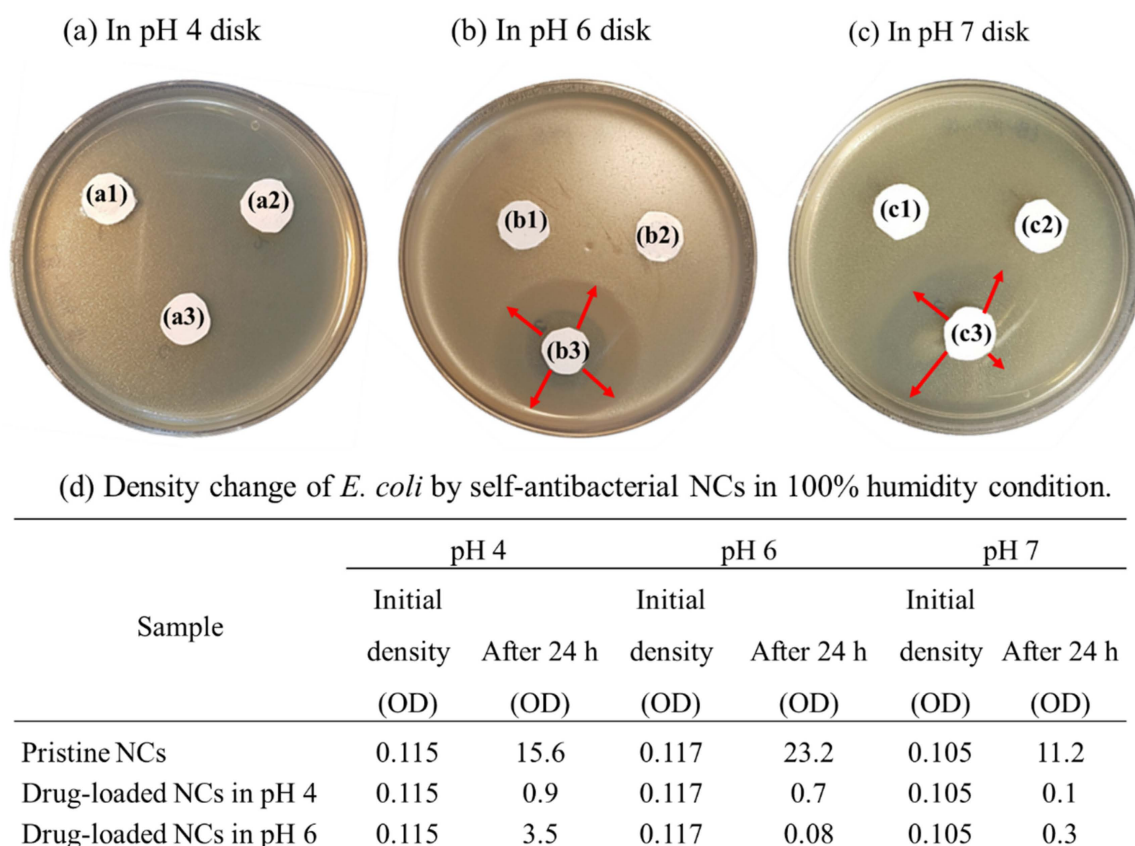 (a) In pH 4 disk (b) In pH 6 disk (c) In pH 7 disk
(a1) (a2) (b1) (b2) (c1) (c2)
(a3) (b3) (c3)
(d) Density change of E. coli by self-antibacterial NCs in 100% humidity condition.
pH 4 pH 6 pH 7
Sample
Initial density (OD) After 24 h (OD) Initial density (OD) After 24 h (OD) Initial density (OD) After 24 h (OD)
Pristine NCs 0.115 15.6 0.117 23.2 0.105 11.2
Drug-loaded NCs in pH 4 0.115 0.9 0.117 0.7 0.105 0.1
Drug-loaded NCs in pH 6 0.115 3.5 0.117 0.08 0.105 0.3